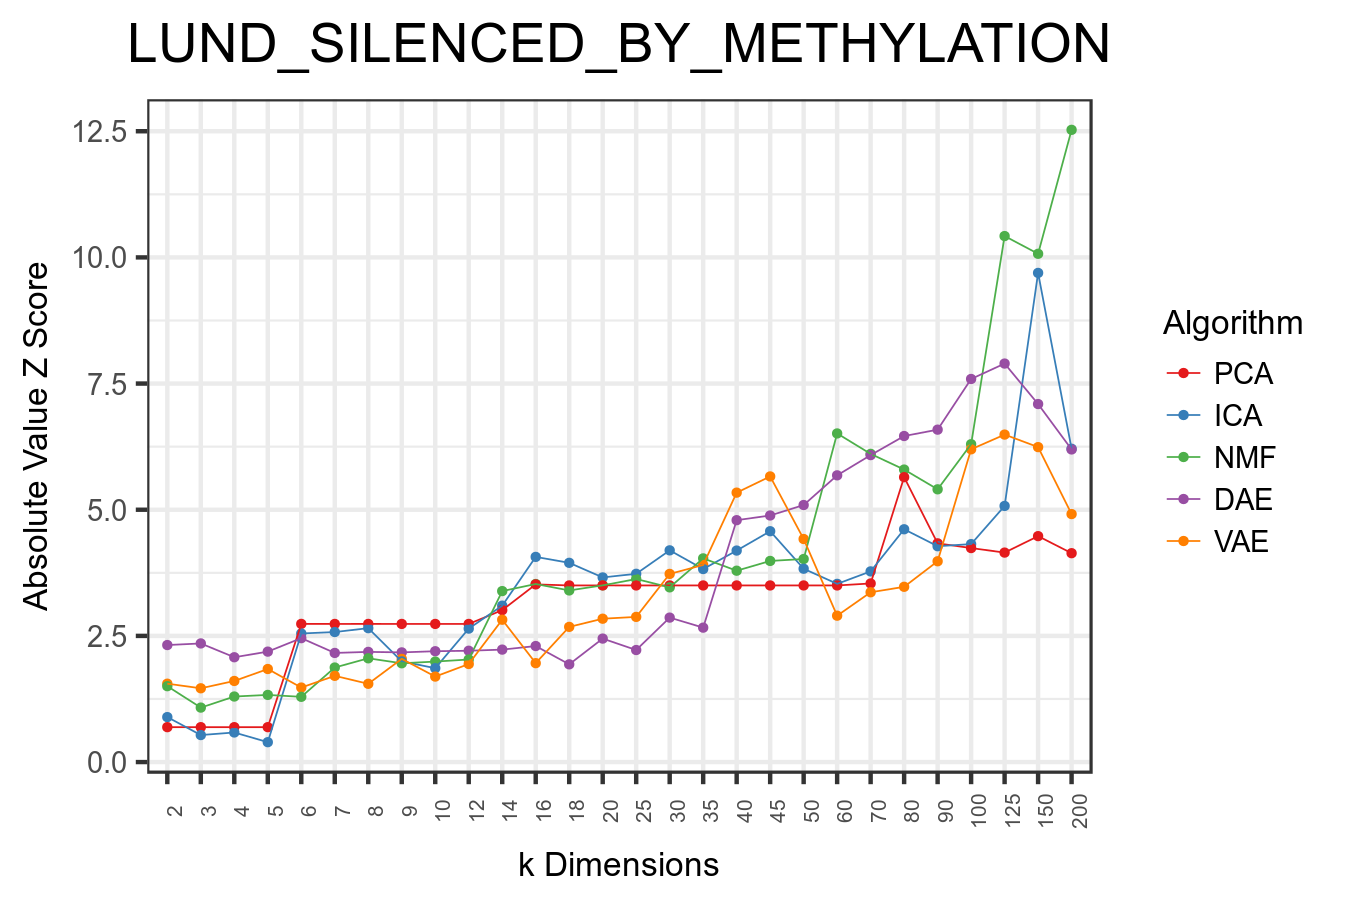 LUND_SILENCED_BY_METHYLATION
Absolute Value Z Score
12.5
10.0
7.5
5.0
2.5
0.0
2 3 4 5 6 7 8 9 10 12 14 16 18 20 25 30 35 40 45 50 60 70 80 90 100 125 150 200
k Dimensions
Algorithm
PCA
ICA
NMF
DAE
VAE